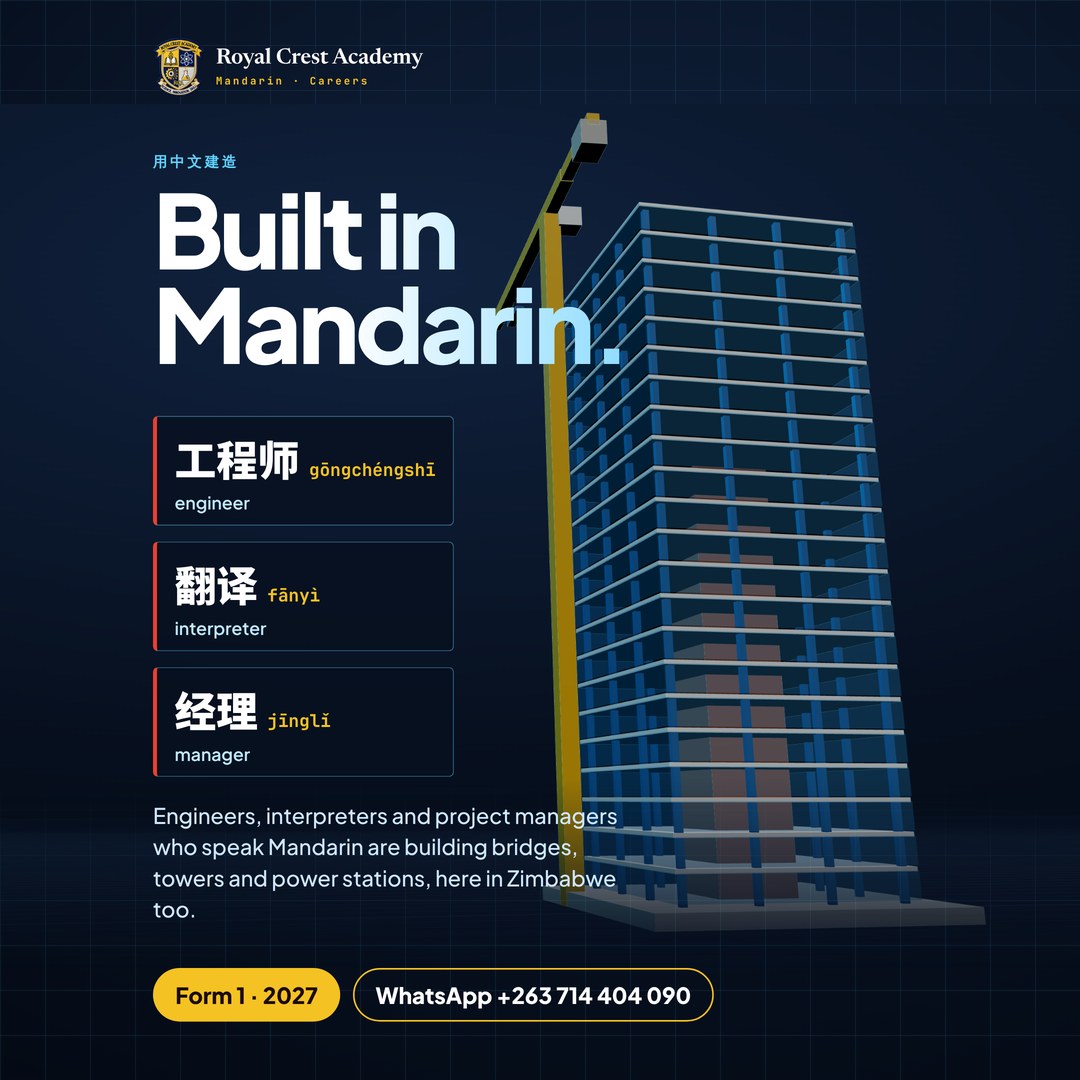 Royal Crest Academy
Mandarin · Careers
用中文建造
Built in
Mandarin.
工程师 gōngchéngshī
engineer
翻译 fānyì
interpreter
经理 jīnglǐ
manager
Engineers, interpreters and project managers
who speak Mandarin are building bridges,
towers and power stations, here in Zimbabwe
too.
Form 1 · 2027
WhatsApp +263 714 404 090